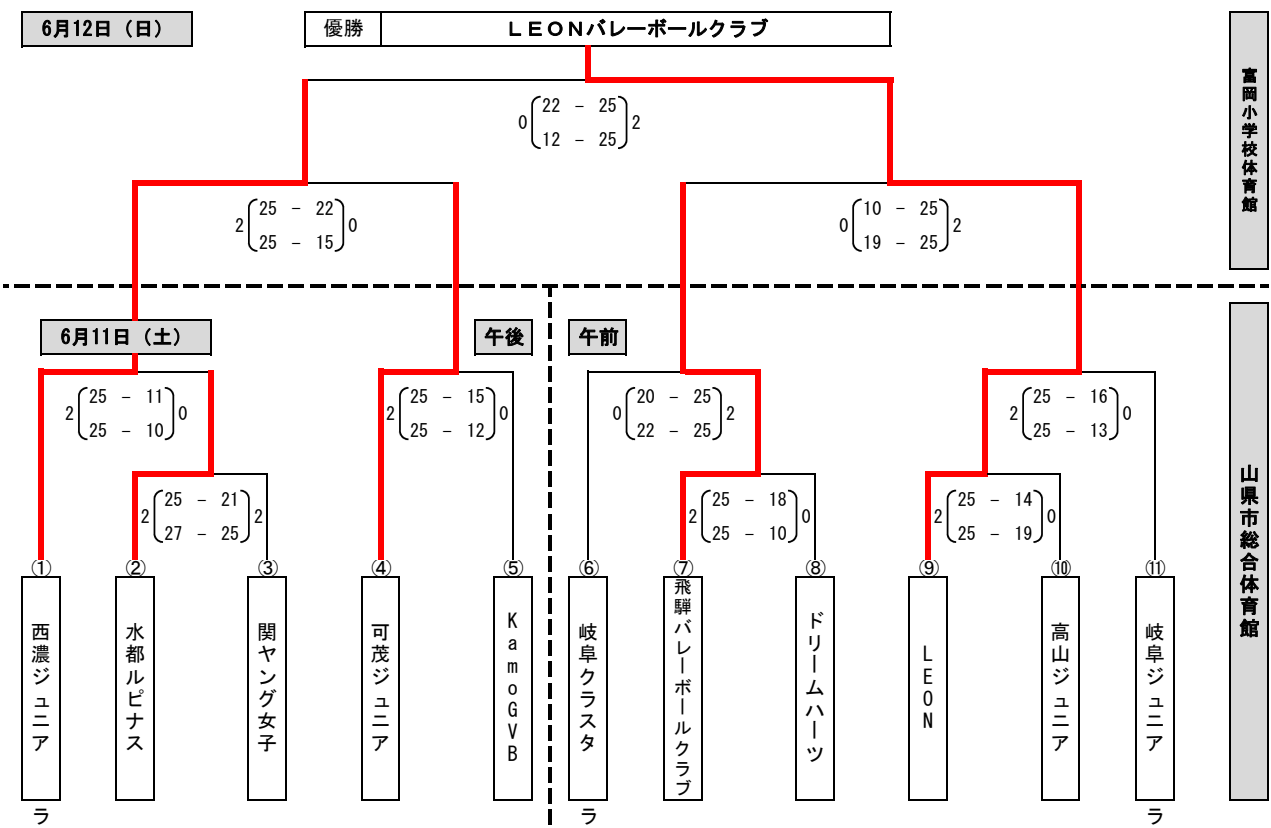 6月12日（日）
優勝 ＬＥＯＮバレーボールクラブ
富岡小学校体育館
0 22 － 25 2
12 － 25
2 25 － 22 0
25 － 15
0 10 － 25 2
19 － 25
6月11日（土）
午後
午前
山県市総合体育館
2 25 － 11 0
25 － 10
2 25 － 15 0
25 － 12
0 20 － 25 2
22 － 25
2 25 － 16 0
25 － 13
2 25 － 21 2
27 － 25
2 25 － 18 0
25 － 10
2 25 － 14 0
25 － 19
① ② ③ ④ ⑤ ⑥ ⑦ ⑧ ⑨ ⑩ ⑪
西濃ジュニア
水都ルピナス
関ヤング女子
可茂ジュニア
KamoGVB
岐阜クラスタ
飛騨バレーボールクラブ
ドリームハーツ
LEON
高山ジュニア
岐阜ジュニア
ラ ラ ラ